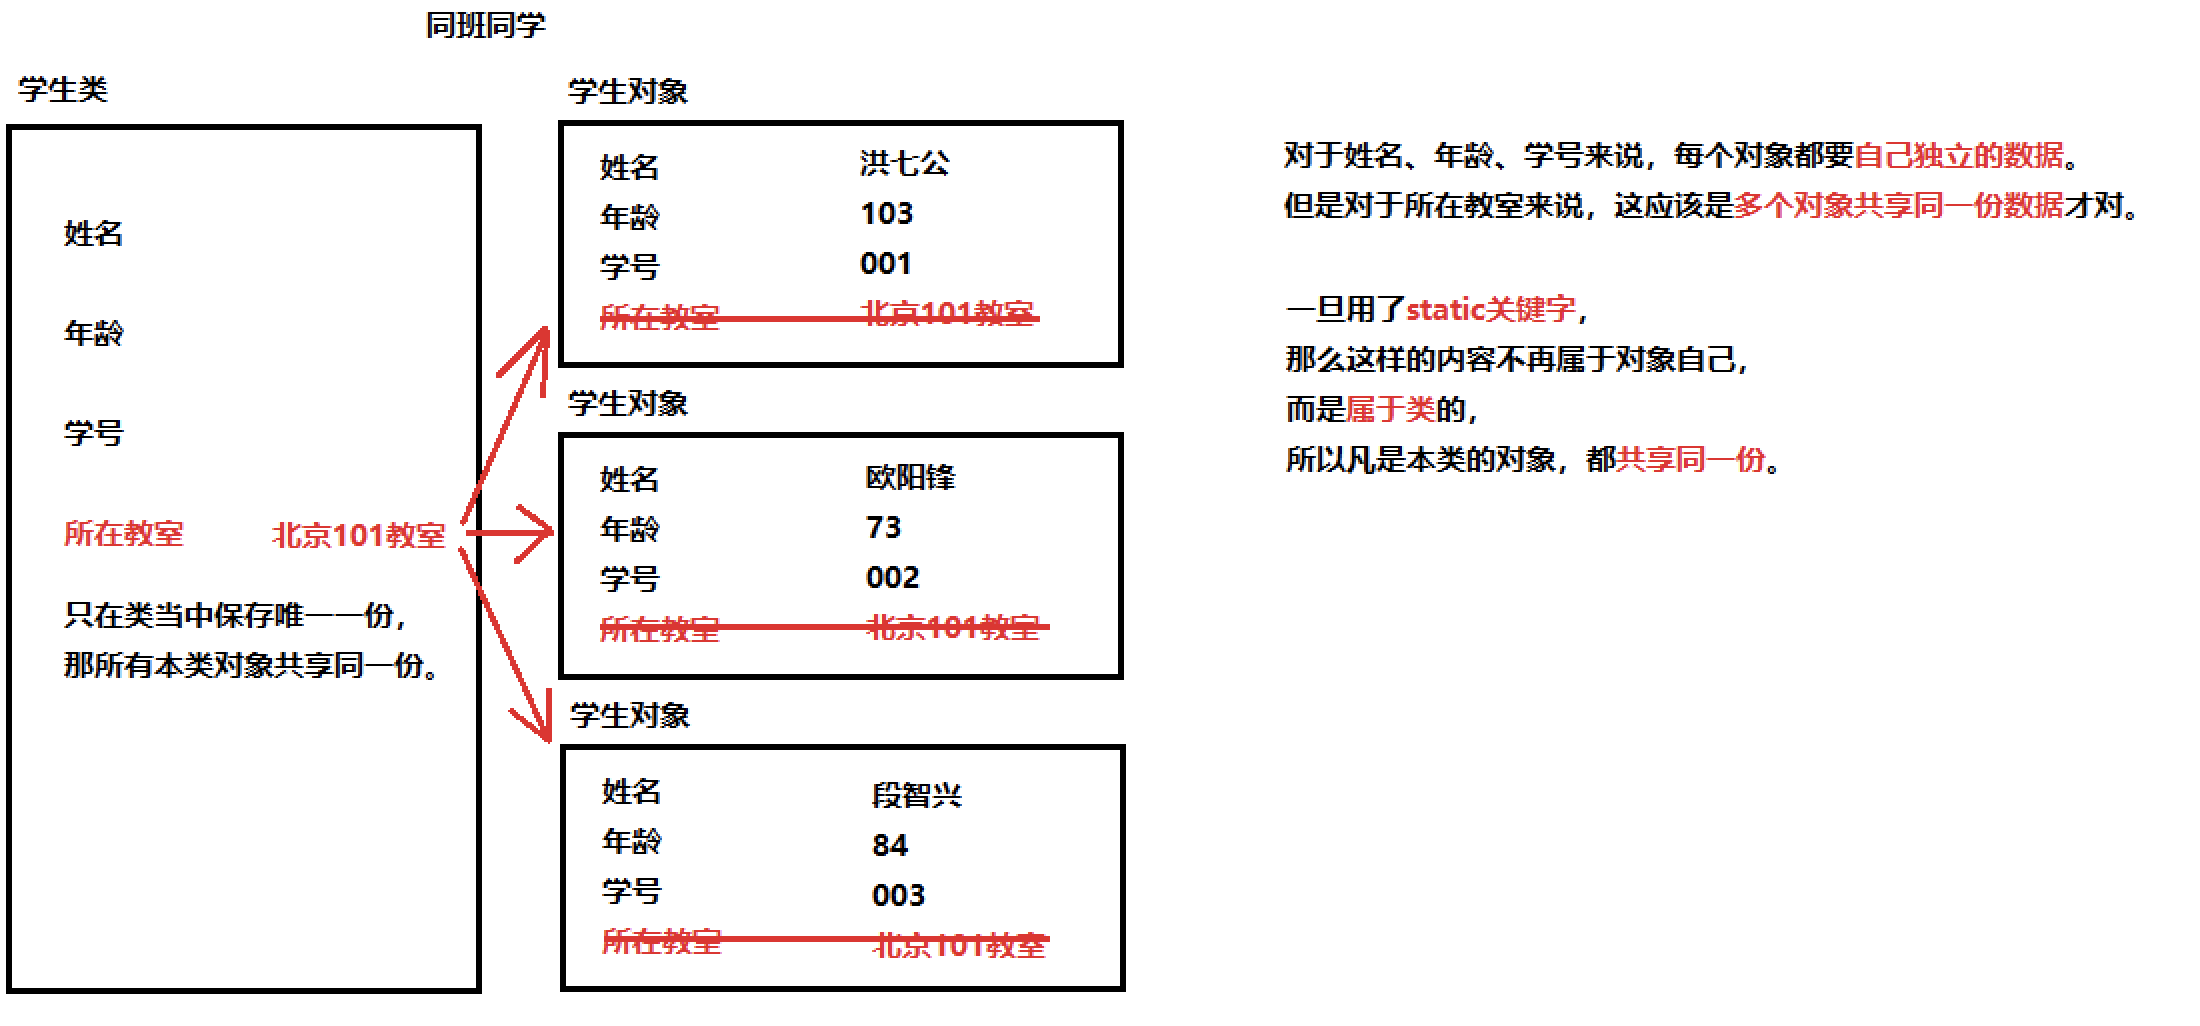 同班同学
学生类
姓名
年龄
学号
所在教室 北京101教室
只在类当中保存唯一一份，
那所有本类对象共享同一份。
学生对象
姓名 洪七公
年龄 103
学号 001
所在教室 北京101教室
学生对象
姓名 欧阳锋
年龄 73
学号 002
所在教室 北京101教室
学生对象
姓名 段智兴
年龄 84
学号 003
所在教室 北京101教室
对于姓名、年龄、学号来说，每个对象都要自己独立的数据。
但是对于所在教室来说，这应该是多个对象共享同一份数据才对。
一旦用了static关键字，
那么这样的内容不再属于对象自己，
而是属于类的，
所以凡是本类的对象，都共享同一份。